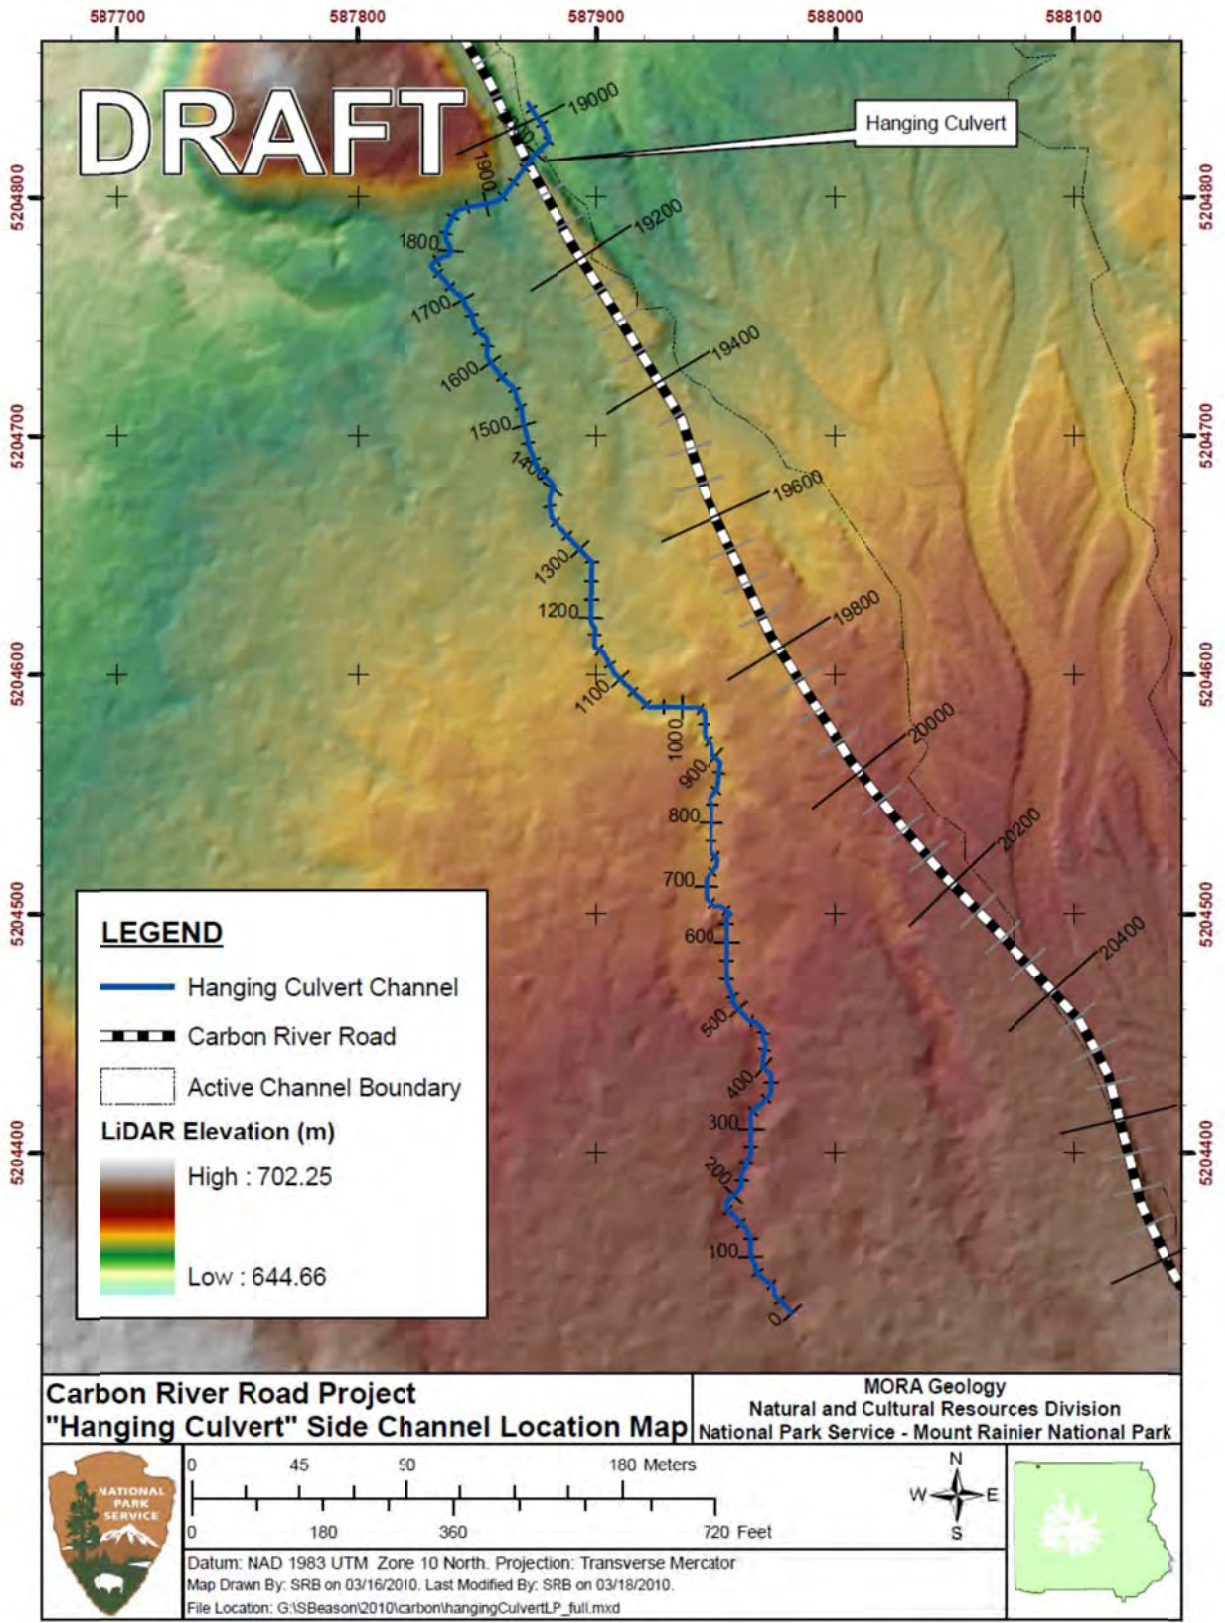 587700 587800 587900 588000 588100
DRAFT
Hanging Culvert
19000
19200
19400
19600
19800
20000
20200
20400
1900
1800
1700
1600
1500
1400
1300
1200
1100
1000
900
800
700
600
500
400
300
200
100
0
5204800
5204700
5204600
5204500
5204400
5204800
5204700
5204600
5204500
5204400
LEGEND
Hanging Culvert Channel
Carbon River Road
Active Channel Boundary
LiDAR Elevation (m)
High : 702.25
Low : 644.66
Carbon River Road Project
"Hanging Culvert" Side Channel Location Map
MORA Geology
Natural and Cultural Resources Division
National Park Service - Mount Rainier National Park
NATIONAL
PARK
SERVICE
0 45 90 180 Meters
0 180 360 720 Feet
N
W E
S
Datum: NAD 1983 UTM Zone 10 North. Projection: Transverse Mercator
Map Drawn By: SRB on 03/16/2010. Last Modified By: SRB on 03/18/2010.
File Location: G:\SBeason\2010\carbon\hangingCulvertLP_full.mxd